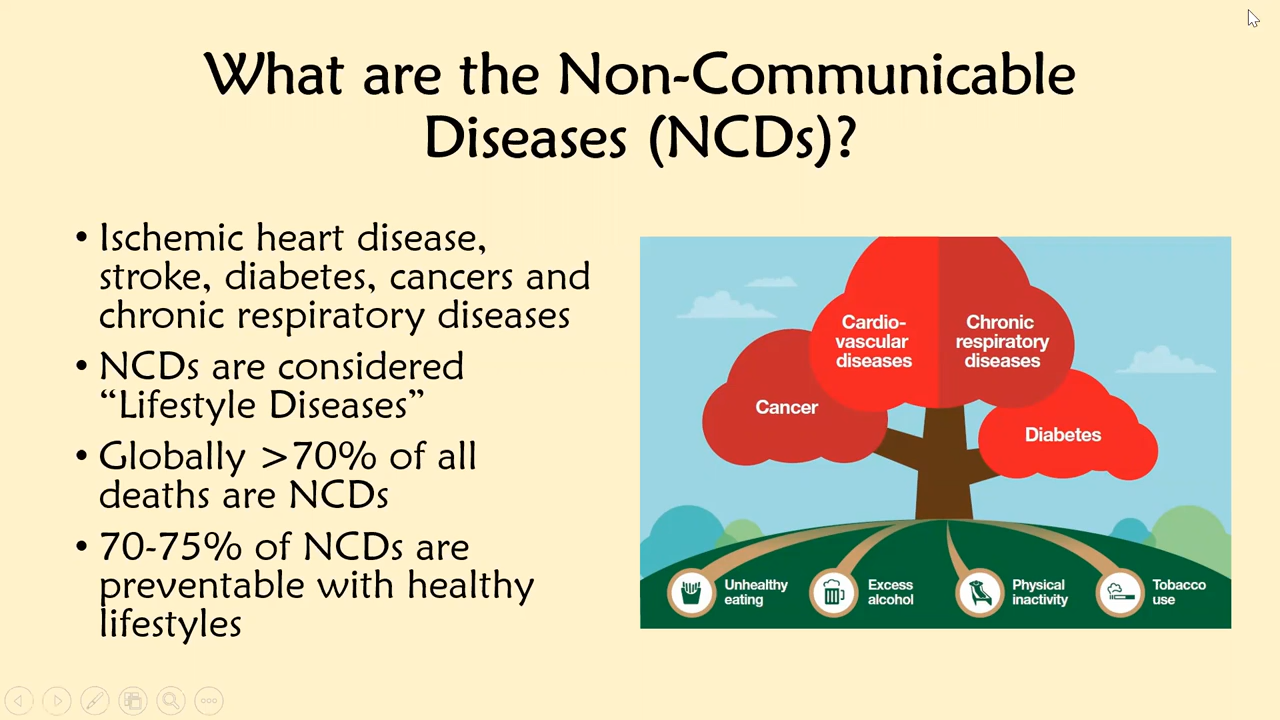 What are the Non-Communicable
Diseases (NCDs)?
• Ischemic heart disease,
stroke, diabetes, cancers and
chronic respiratory diseases
• NCDs are considered
“Lifestyle Diseases”
• Globally >70% of all
deaths are NCDs
• 70-75% of NCDs are
preventable with healthy
lifestyles
Cardio-
vascular
diseases
Chronic
respiratory
diseases
Cancer
Diabetes
Unhealthy
eating
Excess
alcohol
Physical
inactivity
Tobacco
use